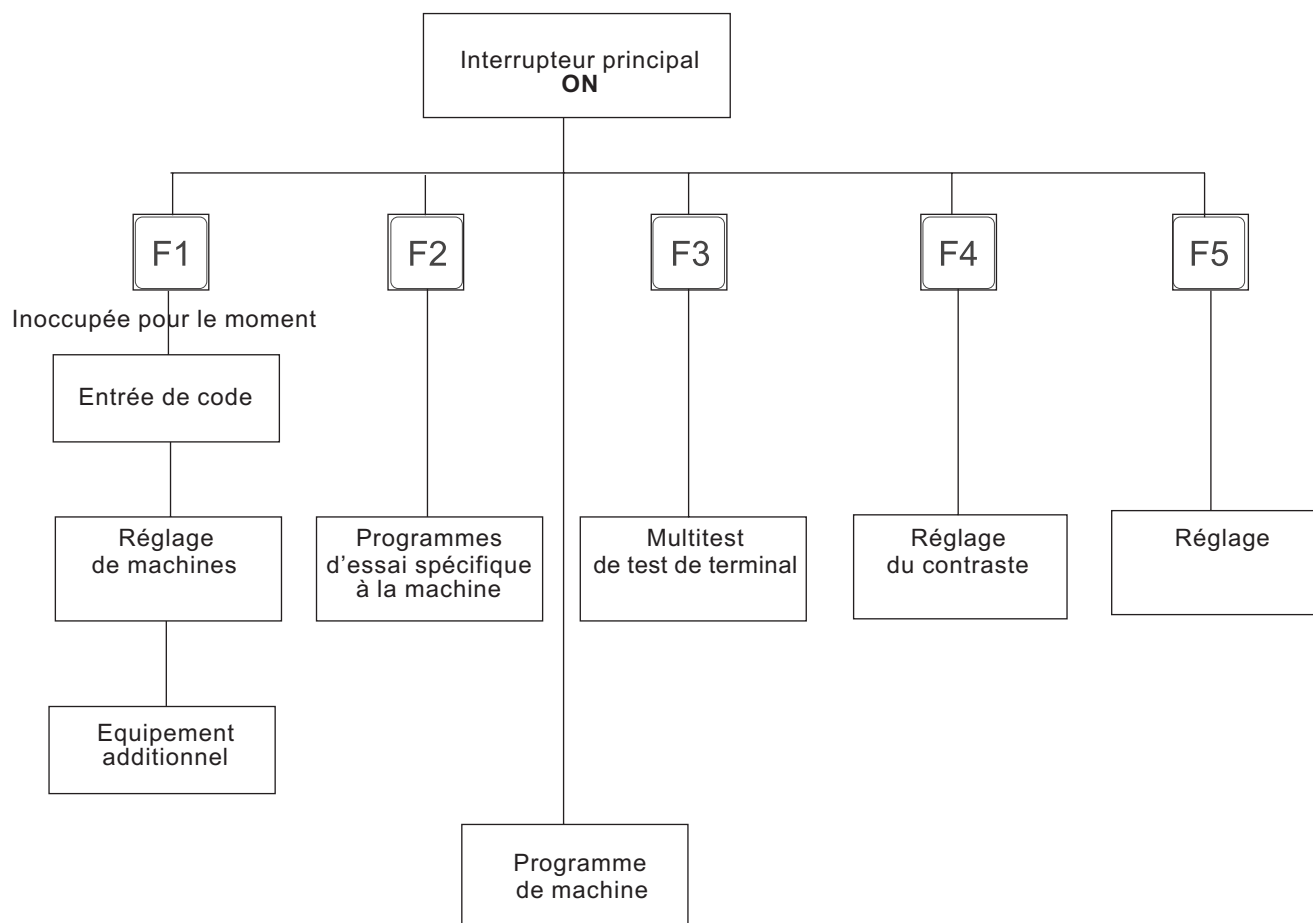 Interrupteur principal
ON
F1
F2
F3
F4
F5
Inoccupée pour le moment
Entrée de code
Réglage
de machines
Programmes
d'essai spécifique
à la machine
Multitest
de test de terminal
Réglage
du contraste
Réglage
Equipement
additionnel
Programme
de machine